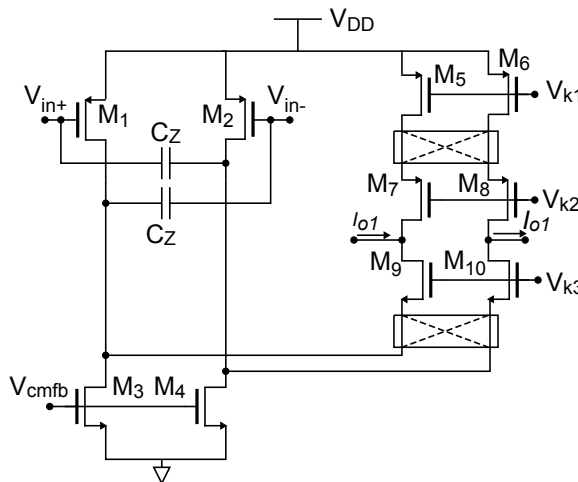 V_DD
M_5
M_6
V_in+
M_1
C_Z
M_2
V_in-
V_k1
C_Z
M_7
M_8
V_k2
I_o1
I_o1
M_9
M_10
V_k3
V_cmfb
M_3
M_4